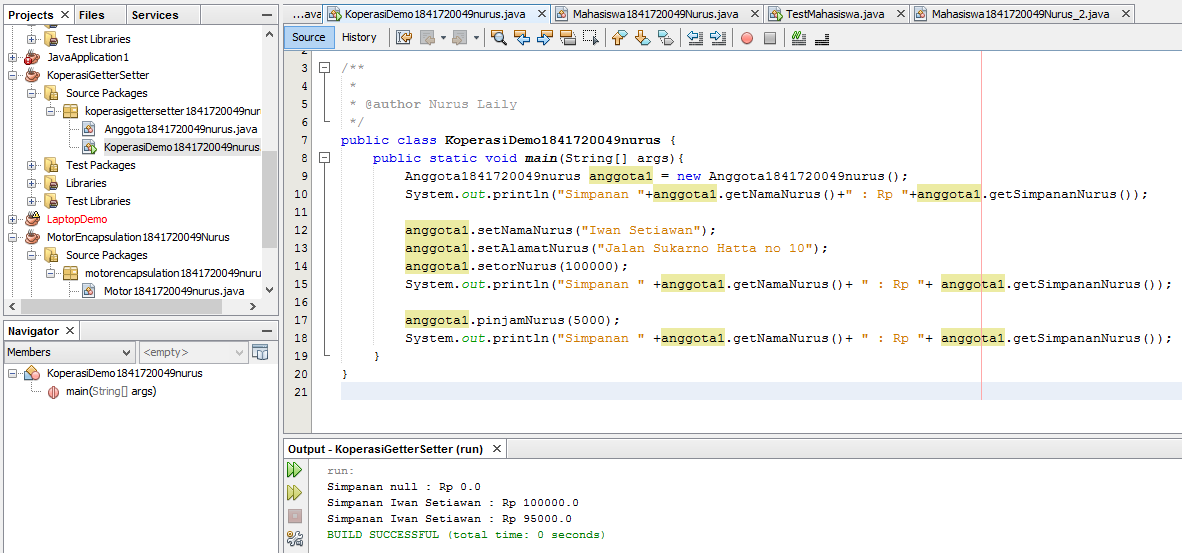 Projects
Files
Services
Test Libraries
JavaApplication1
KoperasiGetterSetter
Source Packages
koperasigettersetter1841720049nuru
Anggota1841720049nurus.java
KoperasiDemo1841720049nurus
Test Packages
Libraries
Test Libraries
LaptopDemo
MotorEncapsulation1841720049Nurus
Source Packages
motorencapsulation1841720049nuru
Motor1841720049nurus.java
Navigator
Members
<empty>
KoperasiDemo1841720049nurus
main(String[] args)
...ava
KoperasiDemo1841720049nurus.java
Mahasiswa1841720049Nurus.java
TestMahasiswa.java
Mahasiswa1841720049Nurus_2.java
Source
History
2
3 /**
4 *
5 * @author Nurus Laily
6 */
7 public class KoperasiDemo1841720049nurus {
8 public static void main(String[] args){
9 Anggota1841720049nurus anggota1 = new Anggota1841720049nurus();
10 System.out.println("Simpanan "+anggota1.getNamaNurus()+" : Rp "+anggota1.getSimpananNurus());
11
12 anggota1.setNamaNurus("Iwan Setiawan");
13 anggota1.setAlamatNurus("Jalan Sukarno Hatta no 10");
14 anggota1.setorNurus(100000);
15 System.out.println("Simpanan " +anggota1.getNamaNurus()+ " : Rp "+ anggota1.getSimpananNurus());
16
17 anggota1.pinjamNurus(5000);
18 System.out.println("Simpanan " +anggota1.getNamaNurus()+ " : Rp "+ anggota1.getSimpananNurus());
19 }
20 }
21
Output - KoperasiGetterSetter (run)
run:
Simpanan null : Rp 0.0
Simpanan Iwan Setiawan : Rp 100000.0
Simpanan Iwan Setiawan : Rp 95000.0
BUILD SUCCESSFUL (total time: 0 seconds)